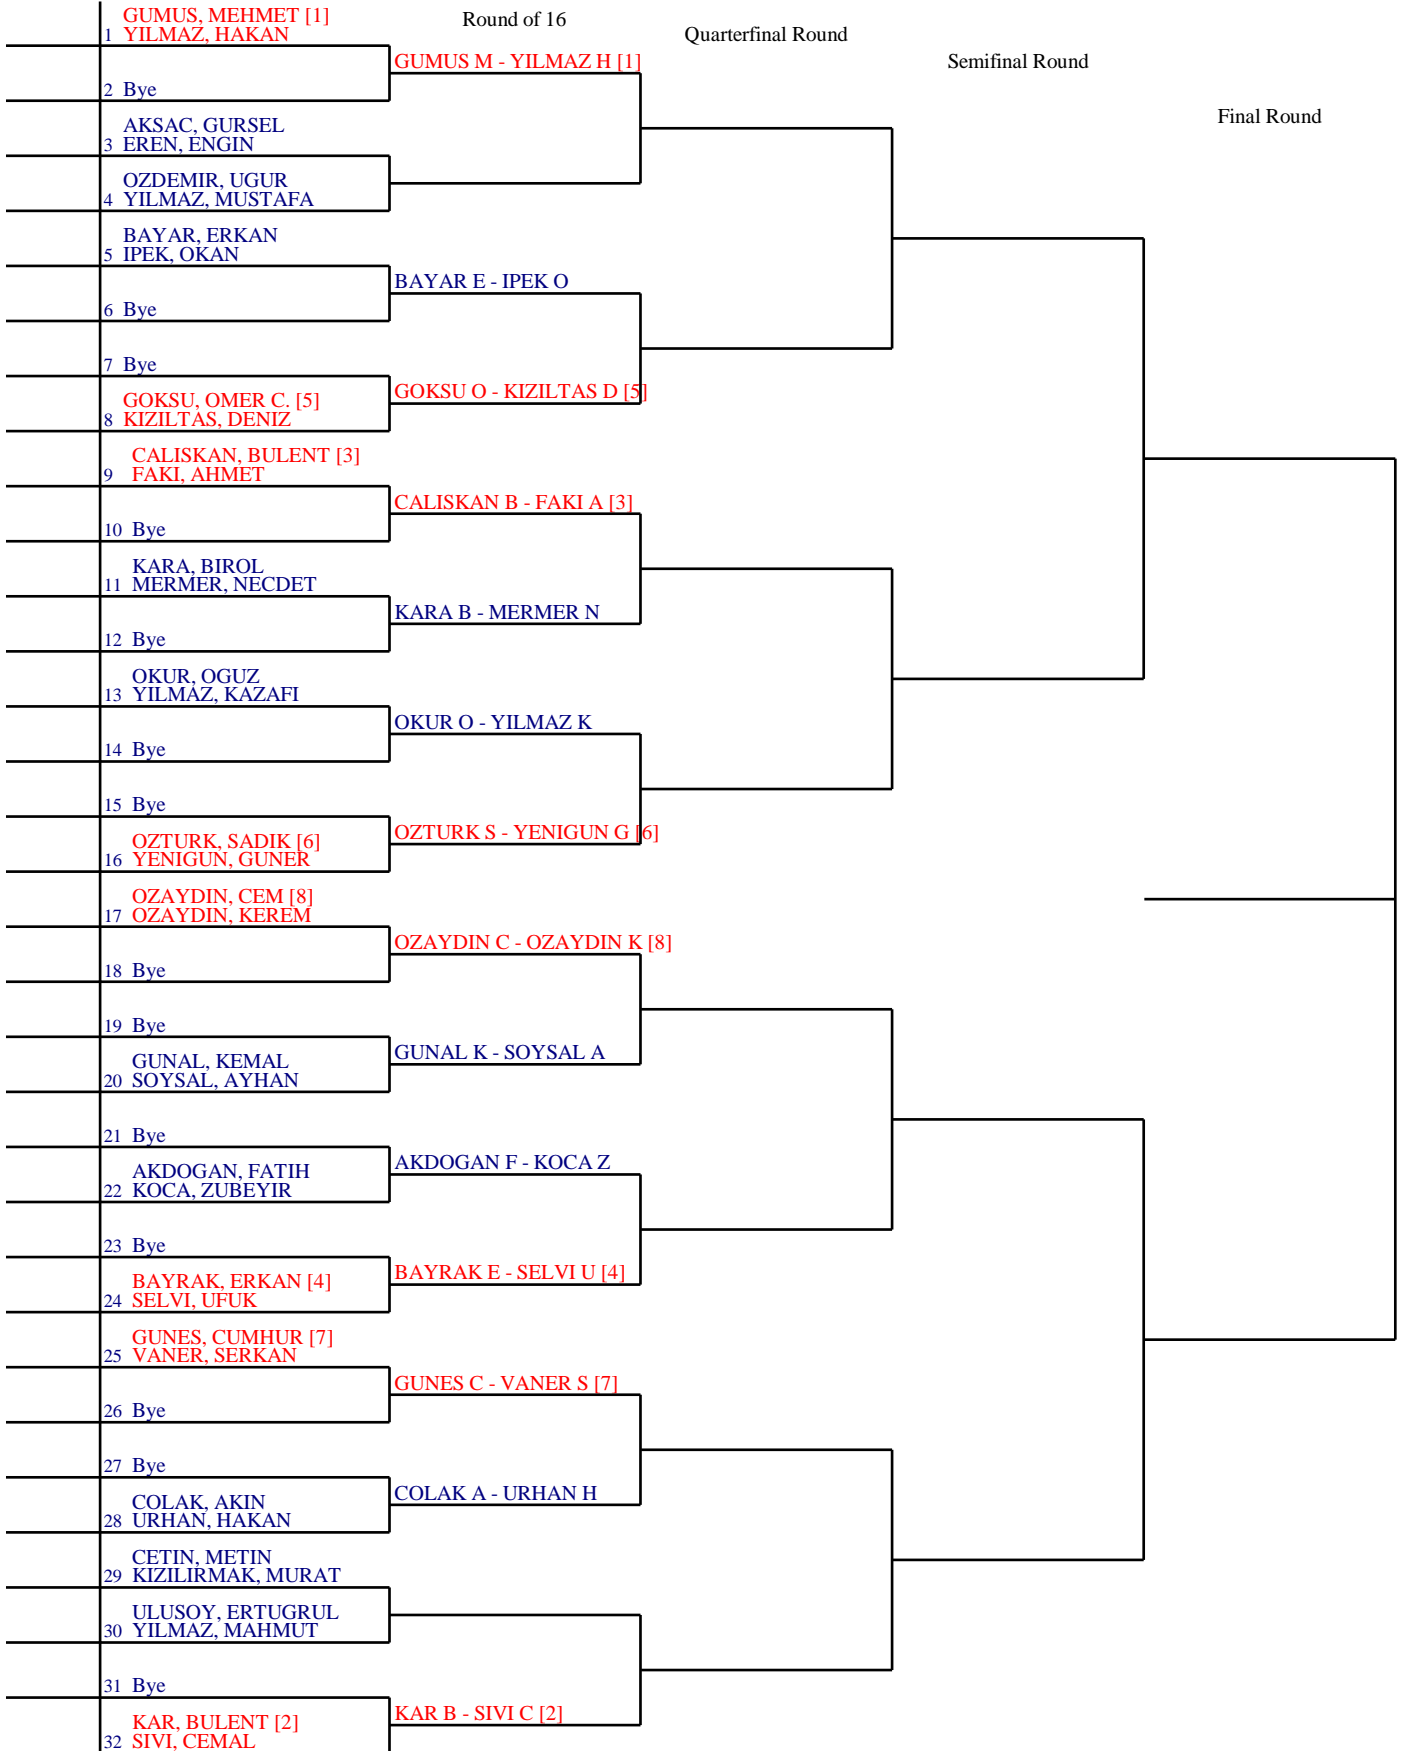 GUMUS, MEHMET [1]
1 YILMAZ, HAKAN
Round of 16
Quarterfinal Round
Semifinal Round
Final Round
GUMUS M - YILMAZ H [1]
2 Bye
AKSAC, GURSEL
3 EREN, ENGIN
OZDEMIR, UGUR
4 YILMAZ, MUSTAFA
BAYAR, ERKAN
5 IPEK, OKAN
BAYAR E - IPEK O
6 Bye
7 Bye
GOKSU O - KIZILTAS D [5]
GOKSU, OMER C. [5]
8 KIZILTAS, DENIZ
CALISKAN, BULENT [3]
9 FAKI, AHMET
CALISKAN B - FAKI A [3]
10 Bye
KARA, BIROL
11 MERMER, NECDET
KARA B - MERMER N
12 Bye
OKUR, OGUZ
13 YILMAZ, KAZAFI
OKUR O - YILMAZ K
14 Bye
15 Bye
OZTURK S - YENIGUN G [6]
OZTURK, SADIK [6]
16 YENIGUN, GUNER
OZAYDIN, CEM [8]
17 OZAYDIN, KEREM
OZAYDIN C - OZAYDIN K [8]
18 Bye
19 Bye
GUNAL K - SOYSAL A
GUNAL, KEMAL
20 SOYSAL, AYHAN
21 Bye
AKDOGAN F - KOCA Z
AKDOGAN, FATIH
22 KOCA, ZUBEYIR
23 Bye
BAYRAK E - SELVI U [4]
BAYRAK, ERKAN [4]
24 SELVI, UFUK
GUNES, CUMHUR [7]
25 VANER, SERKAN
GUNES C - VANER S [7]
26 Bye
27 Bye
COLAK A - URHAN H
COLAK, AKIN
28 URHAN, HAKAN
CETIN, METIN
29 KIZILIRMAK, MURAT
ULUSOY, ERTUGRUL
30 YILMAZ, MAHMUT
31 Bye
KAR B - SIVI C [2]
KAR, BULENT [2]
32 SIVI, CEMAL